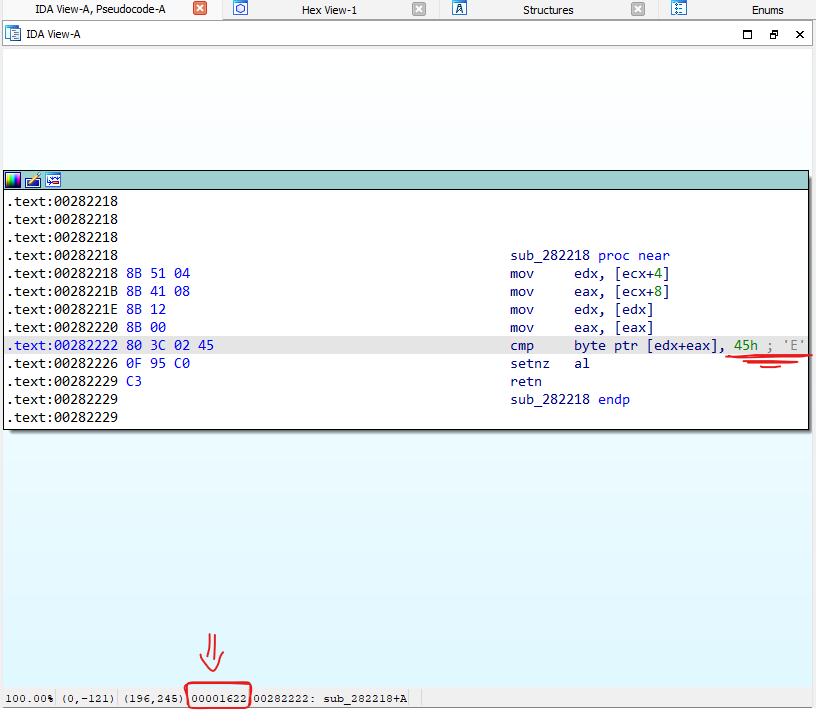 IDA View-A, Pseudocode-A Hex View-1 Structures Enums
IDA View-A
.text:00282218
.text:00282218
.text:00282218
.text:00282218 sub_282218 proc near
.text:00282218 8B 51 04 mov edx, [ecx+4]
.text:0028221B 8B 41 08 mov eax, [ecx+8]
.text:0028221E 8B 12 mov edx, [edx]
.text:00282220 8B 00 mov eax, [eax]
.text:00282222 80 3C 02 45 cmp byte ptr [edx+eax], 45h ; 'E'
.text:00282226 0F 95 C0 setnz al
.text:00282229 C3 retn
.text:00282229 sub_282218 endp
.text:00282229
100.00% (0,-121) (196,245) 00001622 00282222: sub_282218+A